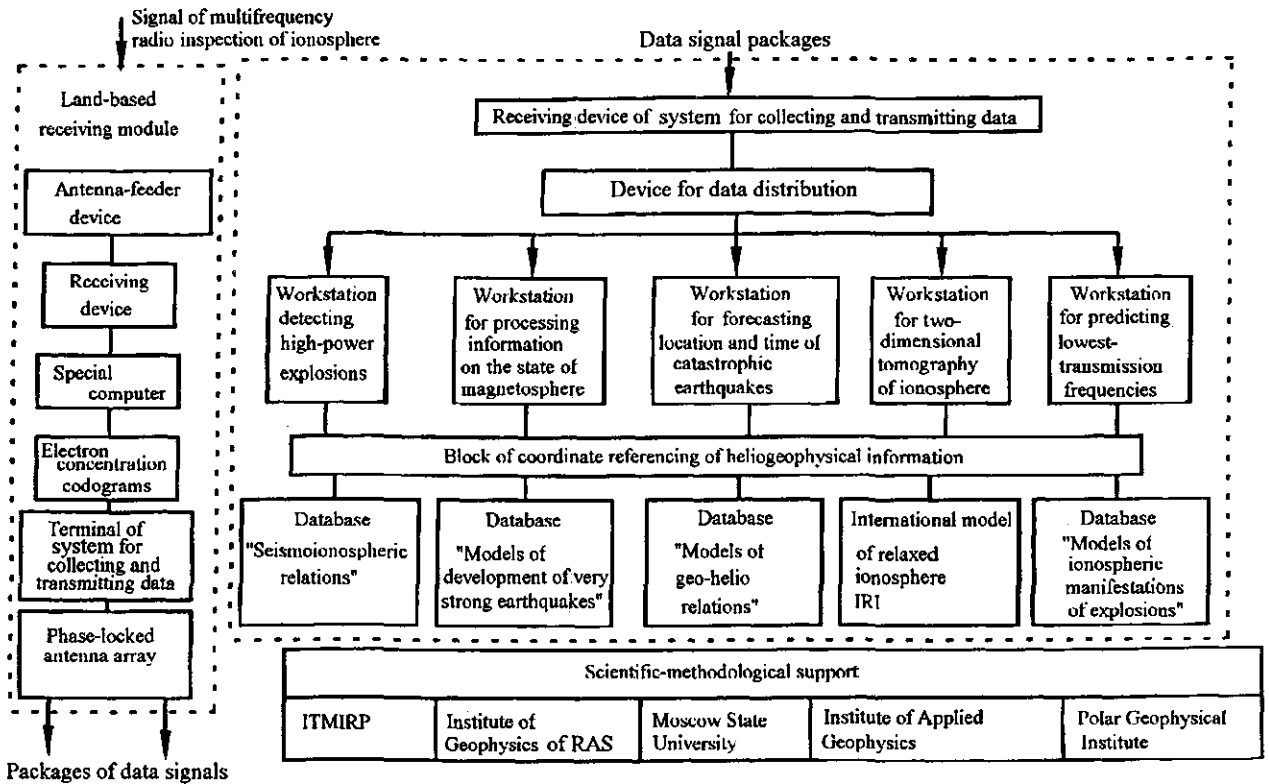 Signal of multifrequency
radio inspection of ionosphere
Land-based
receiving module
Antenna-feeder
device
Receiving
device
Special
computer
Electron
concentration
codograms
Terminal of
system for
collecting and
transmitting data
Phase-locked
antenna array
Packages of data signals
Data signal packages
Receiving device of system for collecting and transmitting data
Device for data distribution
Workstation
detecting
high-power
explosions
Workstation
for processing
information
on the state of
magnetosphere
Workstation
for forecasting
location and time of
catastrophic
earthquakes
Workstation
for two-
dimensional
tomography
of ionosphere
Workstation
for predicting
lowest-
transmission
frequencies
Block of coordinate referencing of heliogeophysical information
Database
"Seismoionospheric
relations"
Database
"Models of
development of very
strong earthquakes"
Database
"Models of
geo-helio
relations"
International model
of relaxed
ionosphere
IRI
Database
"Models of
ionospheric
manifestations
of explosions"
Scientific-methodological support
ITMIRP
Institute of
Geophysics of RAS
Moscow State
University
Institute of Applied
Geophysics
Polar Geophysical
Institute